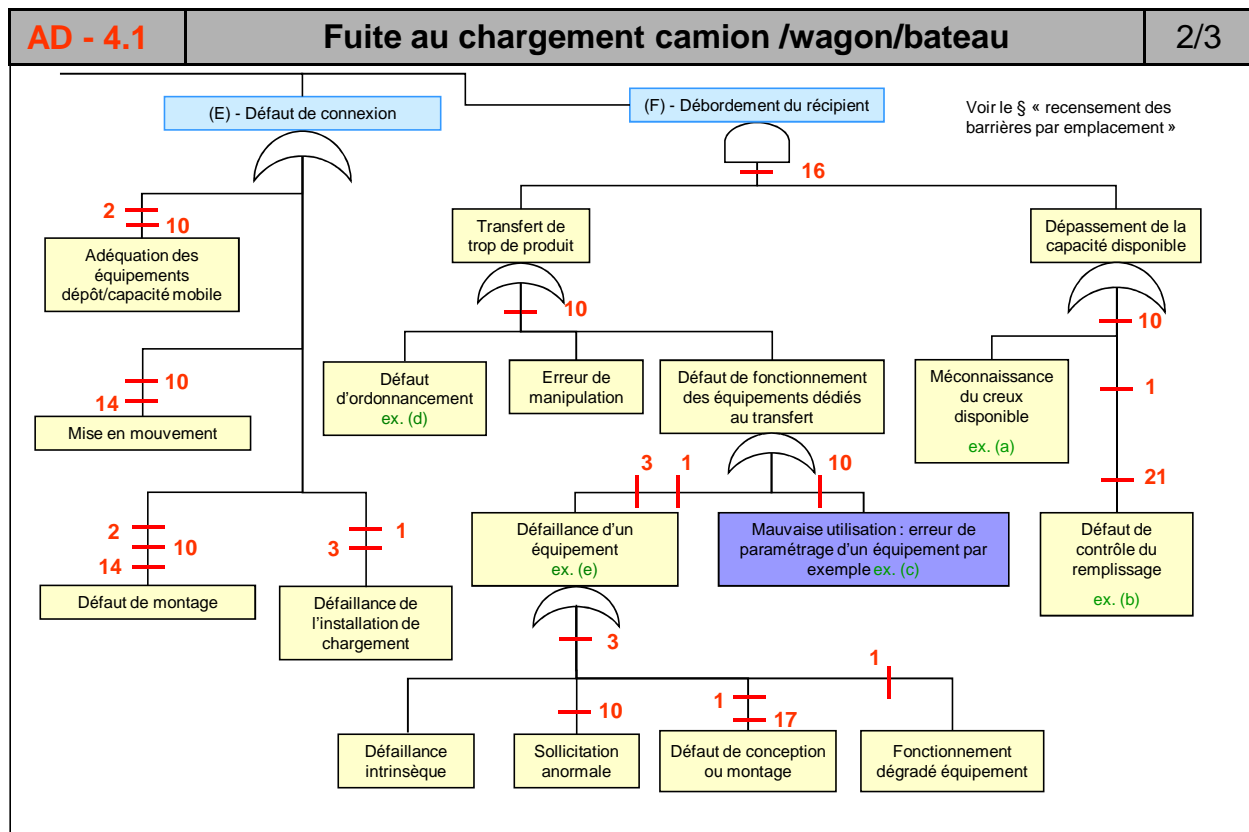 AD - 4.1
Fuite au chargement camion /wagon/bateau
2/3
(E) - Défaut de connexion
(F) - Débordement du récipient
Voir le § « recensement des
barrières par emplacement »
16
2
10
Adéquation des
équipements
dépôt/capacité mobile
Transfert de
trop de produit
Dépassement de la
capacité disponible
10
10
Défaut
d'ordonnancement
ex. (d)
Erreur de
manipulation
Défaut de fonctionnement
des équipements dédiés
au transfert
Méconnaissance
du creux
disponible
ex. (a)
1
10
14
Mise en mouvement
3
1
10
21
2
10
14
Défaut de montage
1
3
Défaillance de
l'installation de
chargement
Défaillance d'un
équipement
ex. (e)
Mauvaise utilisation : erreur de
paramétrage d'un équipement par
exemple ex. (c)
Défaut de
contrôle du
remplissage
ex. (b)
3
10
1
17
1
Défaillance
intrinsèque
Sollicitation
anormale
Défaut de conception
ou montage
Fonctionnement
dégradé équipement